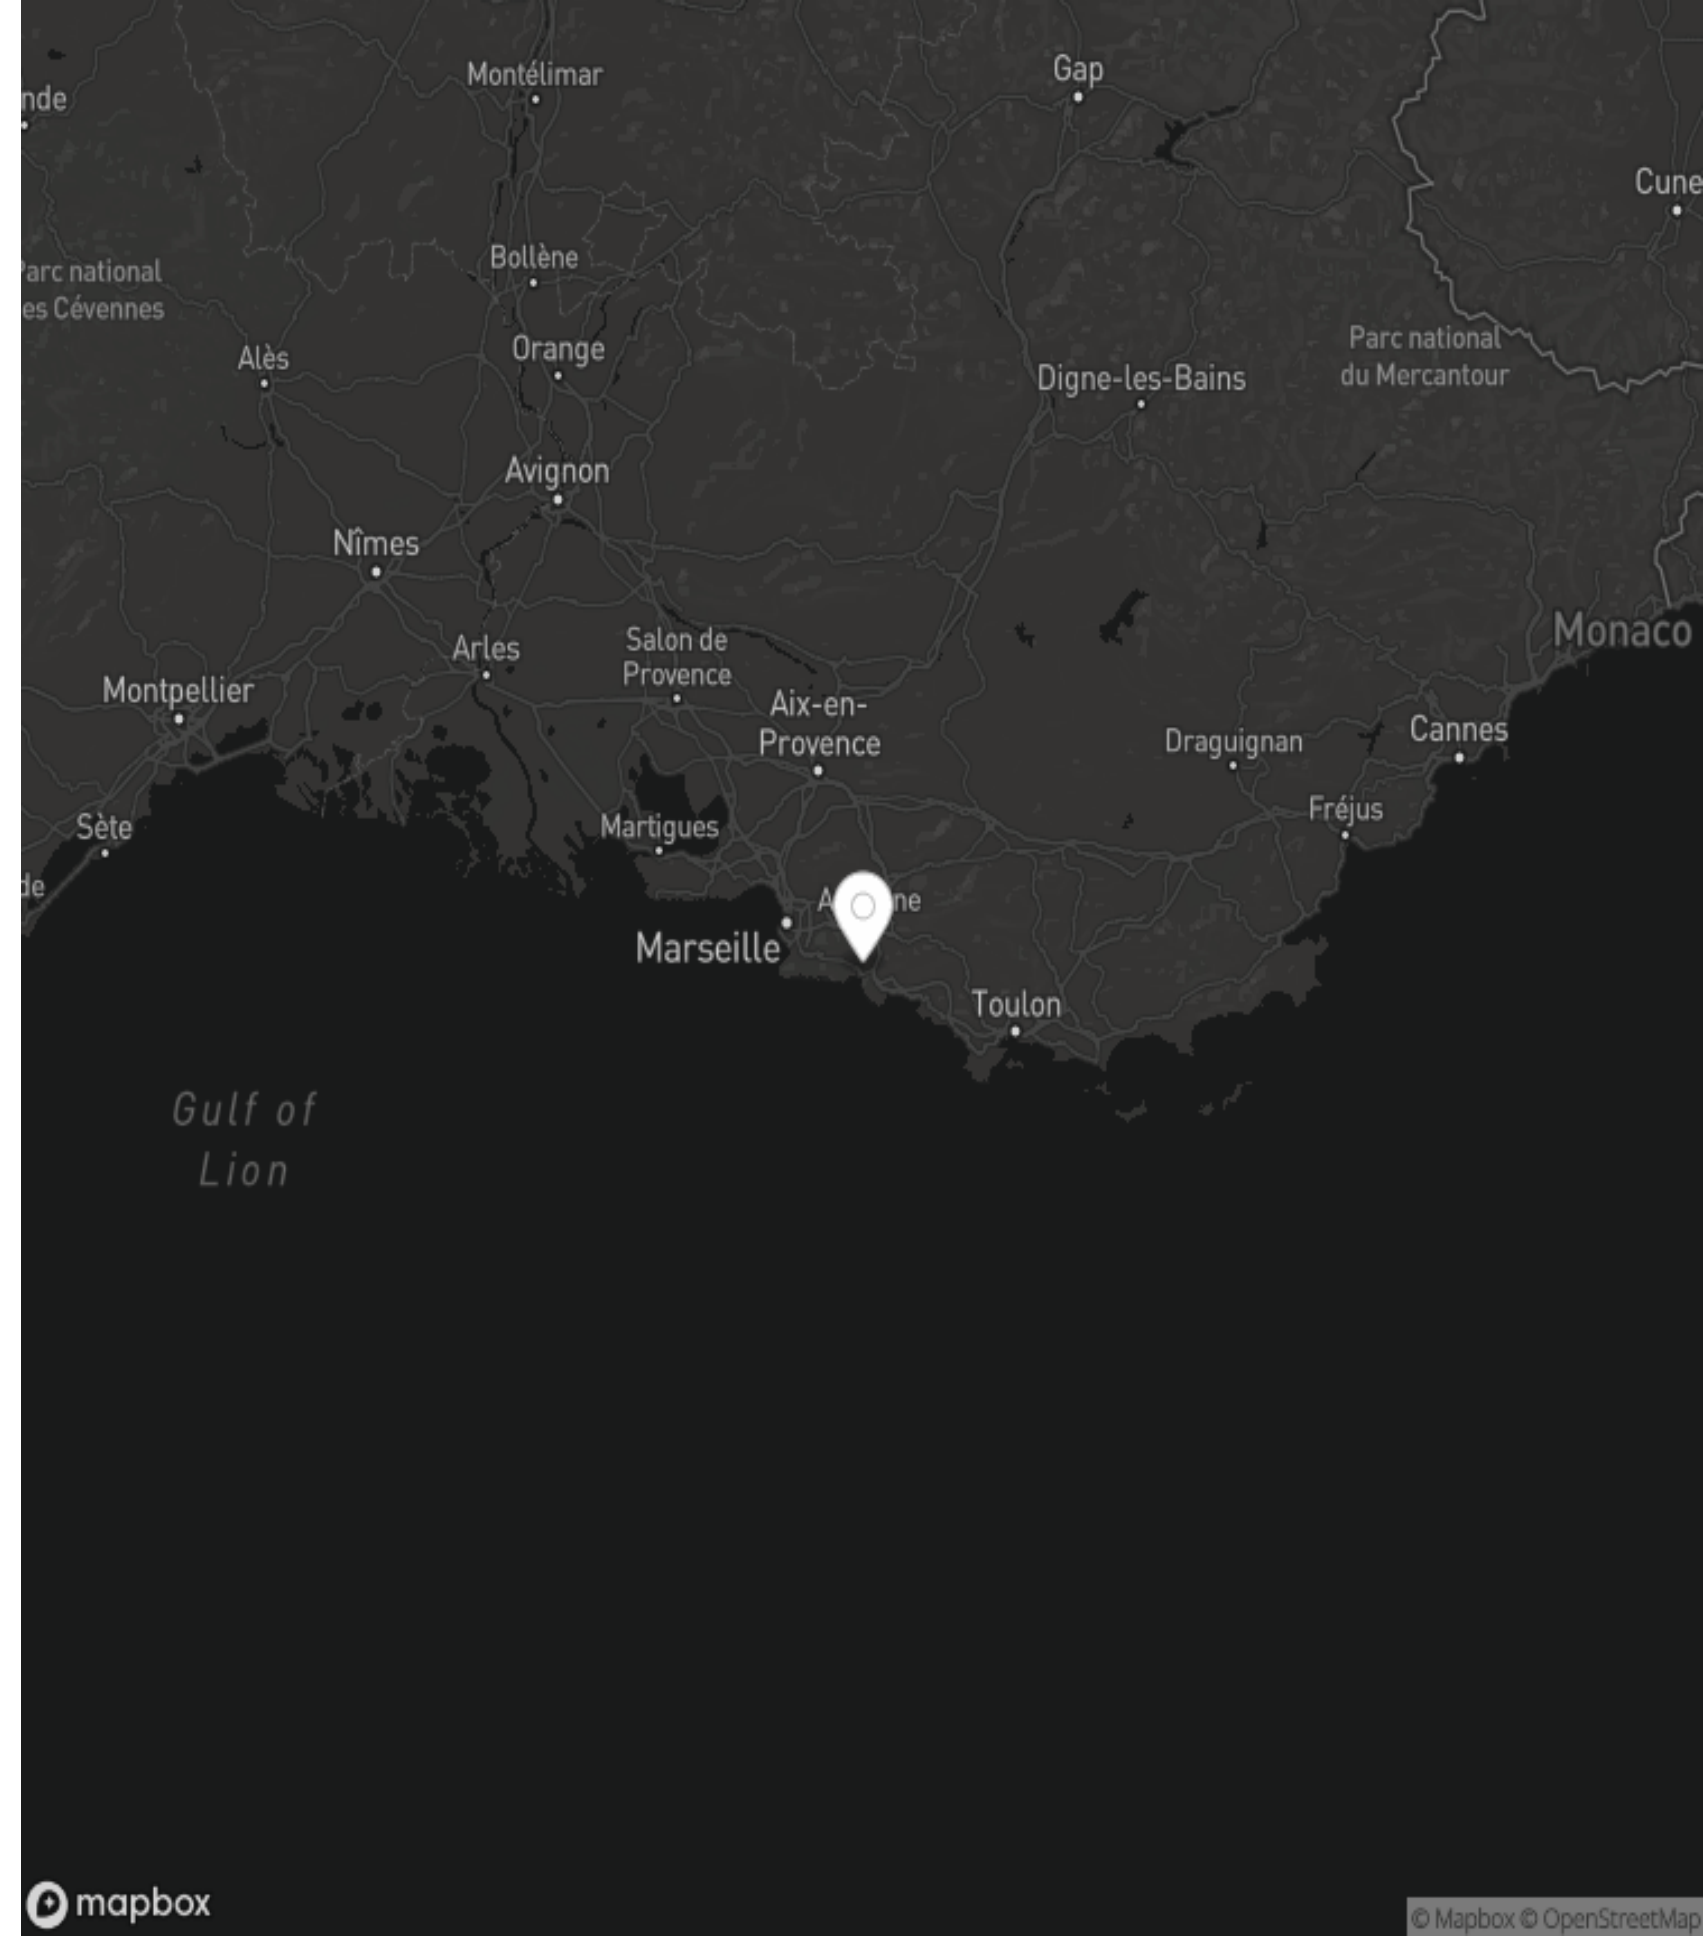 Montélimar
Gap
nde
Cune
Bollène
Parc national
es Cévennes
Orange
Alès
Parc national
du Mercantour
Digne-les-Bains
Avignon
Nîmes
Monaco
Arles
Salon de
Provence
Montpellier
Aix-en-
Provence
Cannes
Draguignan
Fréjus
Sète
Martigues
de
A ne
Marseille
Toulon
Gulf of
Lion
mapbox
© Mapbox © OpenStreetMap